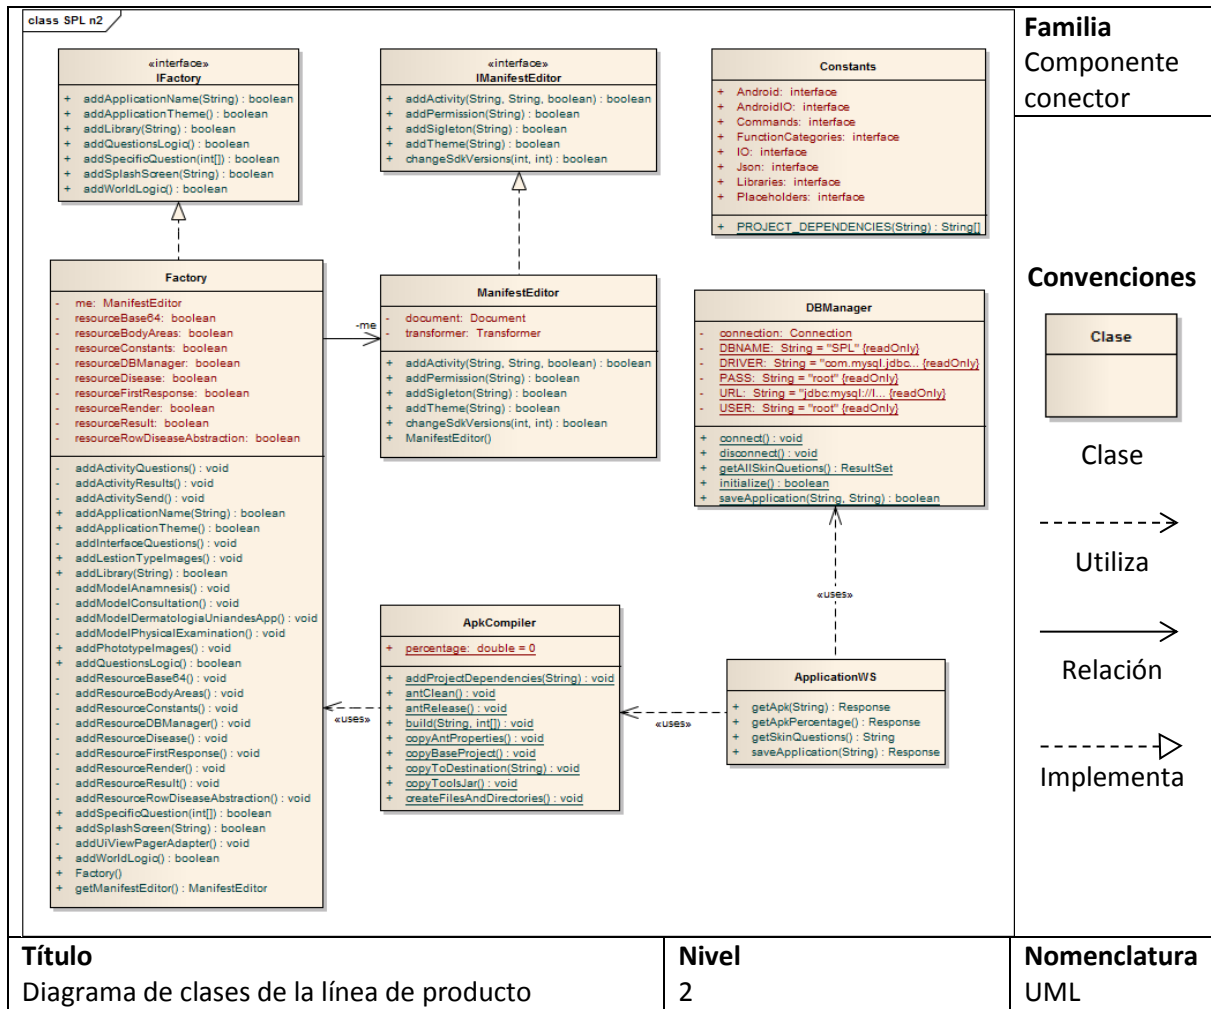 class SPL n2
«interface»
IFactory
+ addApplicationName(String) : boolean
+ addApplicationTheme() : boolean
+ addLibrary(String) : boolean
+ addQuestionsLogic() : boolean
+ addSpecificQuestion(int[]) : boolean
+ addSplashScreen(String) : boolean
+ addWorldLogic() : boolean
«interface»
IManifestEditor
+ addActivity(String, String, boolean) : boolean
+ addPermission(String) : boolean
+ addSigleton(String) : boolean
+ addTheme(String) : boolean
+ changeSdkVersions(int, int) : boolean
Constants
+ Android: interface
+ AndroidIO: interface
+ Commands: interface
+ FunctionCategories: interface
+ IO: interface
+ Json: interface
+ Libraries: interface
+ Placeholders: interface
+ PROJECT_DEPENDENCIES(String) : String[]
Factory
- me: ManifestEditor
- resourceBase64: boolean
- resourceBodyAreas: boolean
- resourceConstants: boolean
- resourceDBManager: boolean
- resourceDisease: boolean
- resourceFirstResponse: boolean
- resourceRender: boolean
- resourceResult: boolean
- resourceRowDiseaseAbstraction: boolean
- addActivityQuestions() : void
- addActivityResults() : void
- addActivitySend() : void
+ addApplicationName(String) : boolean
+ addApplicationTheme() : boolean
- addInterfaceQuestions() : void
+ addLestionTypeImages() : void
+ addLibrary(String) : boolean
- addModelAnamnesis() : void
- addModelConsultation() : void
- addModelDermatologiaUniandesApp() : void
- addModelPhysicalExamination() : void
+ addPhototypeImages() : void
+ addQuestionsLogic() : boolean
- addResourceBase64() : void
- addResourceBodyAreas() : void
- addResourceConstants() : void
- addResourceDBManager() : void
- addResourceDisease() : void
- addResourceFirstResponse() : void
- addResourceRender() : void
- addResourceResult() : void
- addResourceRowDiseaseAbstraction() : void
+ addSpecificQuestion(int[]) : boolean
+ addSplashScreen(String) : boolean
- addUiViewPagerAdapter() : void
+ addWorldLogic() : boolean
+ Factory()
+ getManifestEditor() : ManifestEditor
-me
ManifestEditor
- document: Document
- transformer: Transformer
+ addActivity(String, String, boolean) : boolean
+ addPermission(String) : boolean
+ addSigleton(String) : boolean
+ addTheme(String) : boolean
+ changeSdkVersions(int, int) : boolean
+ ManifestEditor()
DBManager
- connection: Connection
- DBNAME: String = "SPL" {readOnly}
- DRIVER: String = "com.mysql.jdbc... {readOnly}
- PASS: String = "root" {readOnly}
- URL: String = "jdbc:mysql://l... {readOnly}
- USER: String = "root" {readOnly}
+ connect() : void
+ disconnect() : void
+ getAllSkinQuetions() : ResultSet
+ initialize() : boolean
+ saveApplication(String, String) : boolean
«uses»
ApkCompiler
+ percentage: double = 0
+ addProjectDependencies(String) : void
+ antClean() : void
+ antRelease() : void
+ build(String, int[]) : void
+ copyAntProperties() : void
+ copyBaseProject() : void
+ copyToDestination(String) : void
+ copyToolsJar() : void
+ createFilesAndDirectories() : void
«uses»
«uses»
ApplicationWS
+ getApk(String) : Response
+ getApkPercentage() : Response
+ getSkinQuestions() : String
+ saveApplication(String) : Response
Familia
Componente
conector
Convenciones
Clase
Clase
Utiliza
Relación
Implementa
Título
Diagrama de clases de la línea de producto
Nivel
2
Nomenclatura
UML